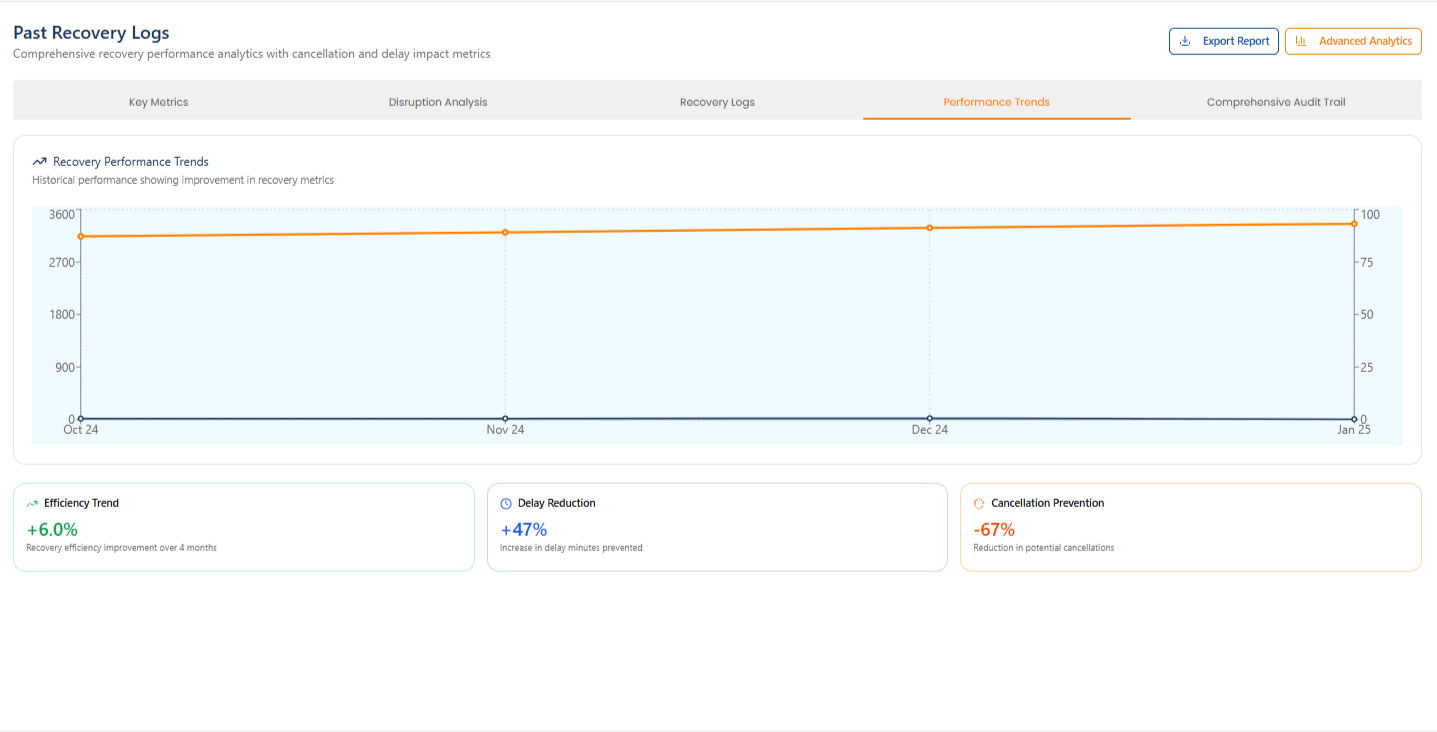 Past Recovery Logs
Comprehensive recovery performance analytics with cancellation and delay impact metrics
Export Report
Advanced Analytics
Key Metrics
Disruption Analysis
Recovery Logs
Performance Trends
Comprehensive Audit Trail
Recovery Performance Trends
Historical performance showing improvement in recovery metrics
3600
2700
1800
900
0
100
75
50
25
0
Oct 24
Nov 24
Dec 24
Jan 25
Efficiency Trend
+6.0%
Recovery efficiency improvement over 4 months
Delay Reduction
+47%
Increase in delay minutes prevented
Cancellation Prevention
-67%
Reduction in potential cancellations